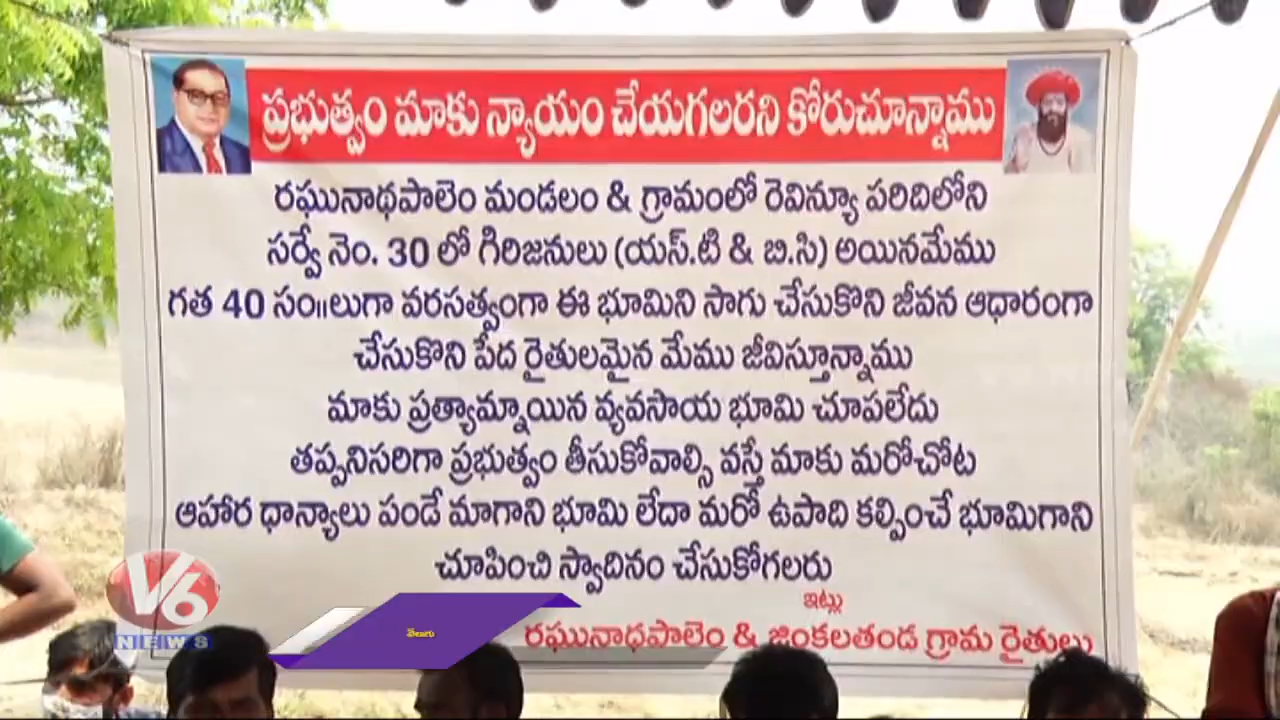 ప్రభుత్వం మాకు న్యాయం చేయగలరని కోరుచూన్నాము
రఘునాథపాలెం మండలం & గ్రామంలో రెవిన్యూ పరిదిలోని
సర్వే నెం. 30 లో గిరిజనులు (యస్.టి & బి.సి) అయినమేము
గత 40 సం॥లుగా వరసత్వంగా ఈ భూమిని సాగు చేసుకొని జీవన ఆధారంగా
చేసుకొని పేద రైతులమైన మేము జీవిస్తూన్నాము
మాకు ప్రత్యామ్నాయిన వ్యవసాయ భూమి చూపలేదు
తప్పనిసరిగా ప్రభుత్వం తీసుకోవాల్సి వస్తే మాకు మరోచోట
ఆహార ధాన్యాలు పండే మాగాని భూమి లేదా మరో ఉపాది కల్పించే భూమిగాని
చూపించి స్వాదినం చేసుకోగలరు
ఇట్లు
రఘునాధపాలెం & జింకలతండ గ్రామ రైతులు
V6
NEWS
వెలుగు